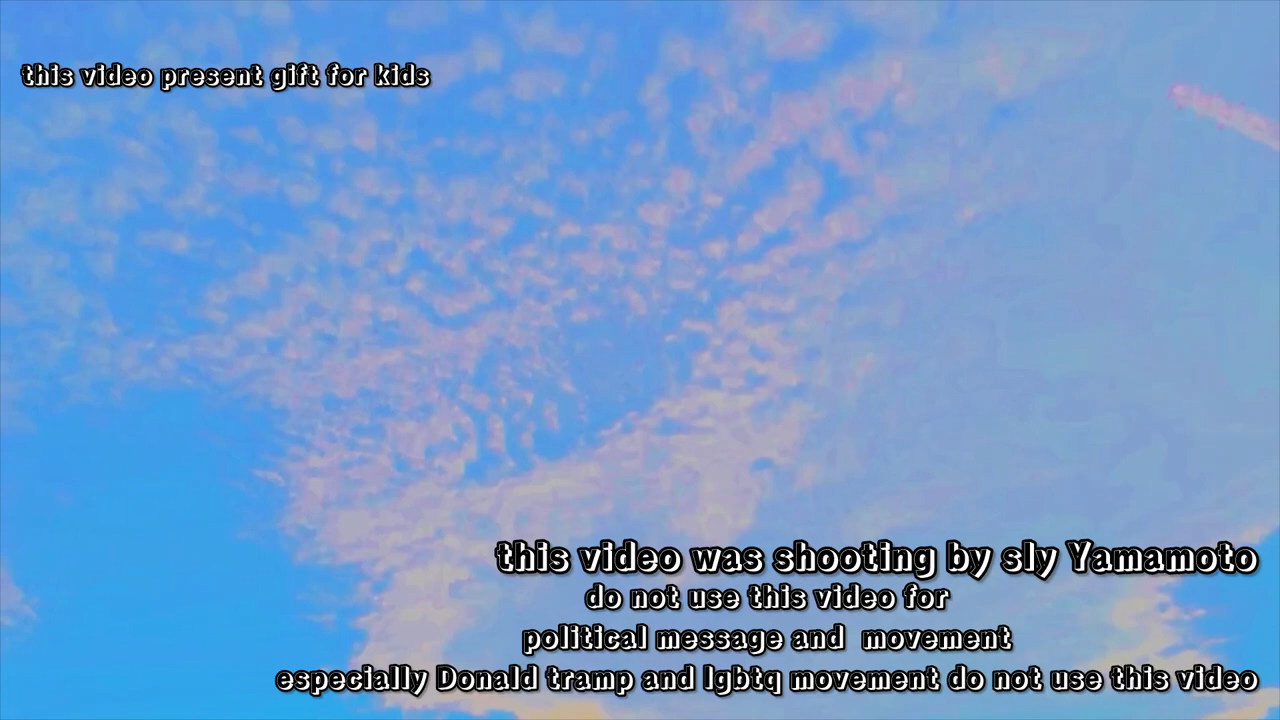 this video present gift for kids
this video was shooting by sly Yamamoto
do not use this video for
political message and movement
especially Donald tramp and lgbtq movement do not use this video